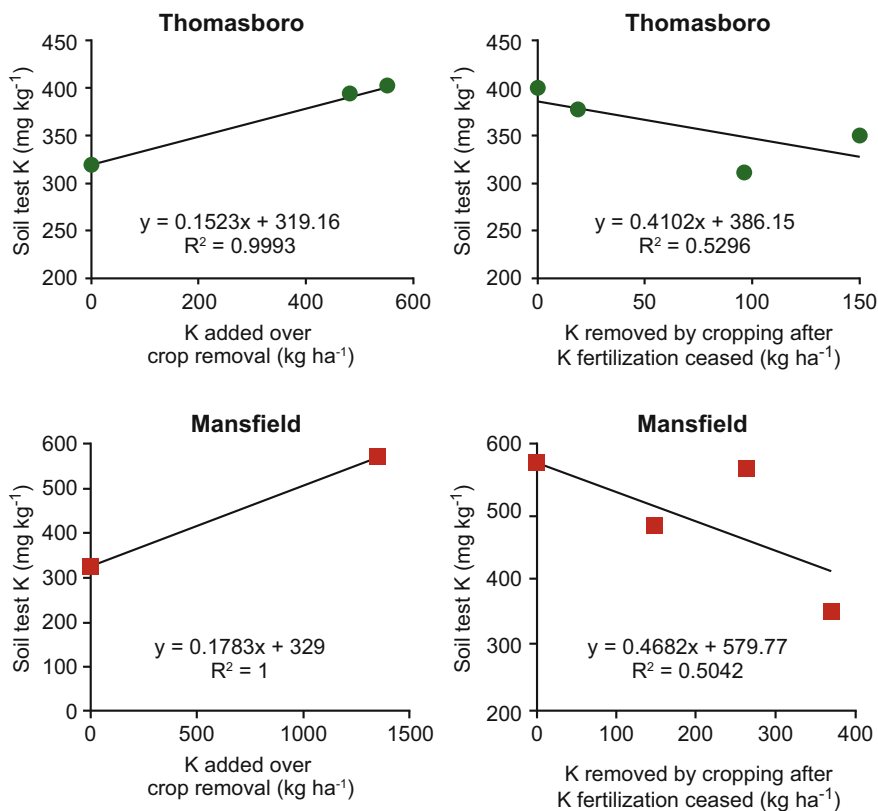 Thomasboro
Soil test K (mg kg⁻¹)
450
400
350
300
250
200
y = 0.1523x + 319.16
R² = 0.9993
0
200
400
600
K added over
crop removal (kg ha⁻¹)
Thomasboro
Soil test K (mg kg⁻¹)
450
400
350
300
250
200
y = 0.4102x + 386.15
R² = 0.5296
0
50
100
150
K removed by cropping after
K fertilization ceased (kg ha⁻¹)
Mansfield
Soil test K (mg kg⁻¹)
600
500
400
300
200
100
0
y = 0.1783x + 329
R² = 1
0
500
1000
1500
K added over
crop removal (kg ha⁻¹)
Mansfield
Soil test K (mg kg⁻¹)
600
500
400
300
200
y = 0.4682x + 579.77
R² = 0.5042
0
100
200
300
400
K removed by cropping after
K fertilization ceased (kg ha⁻¹)